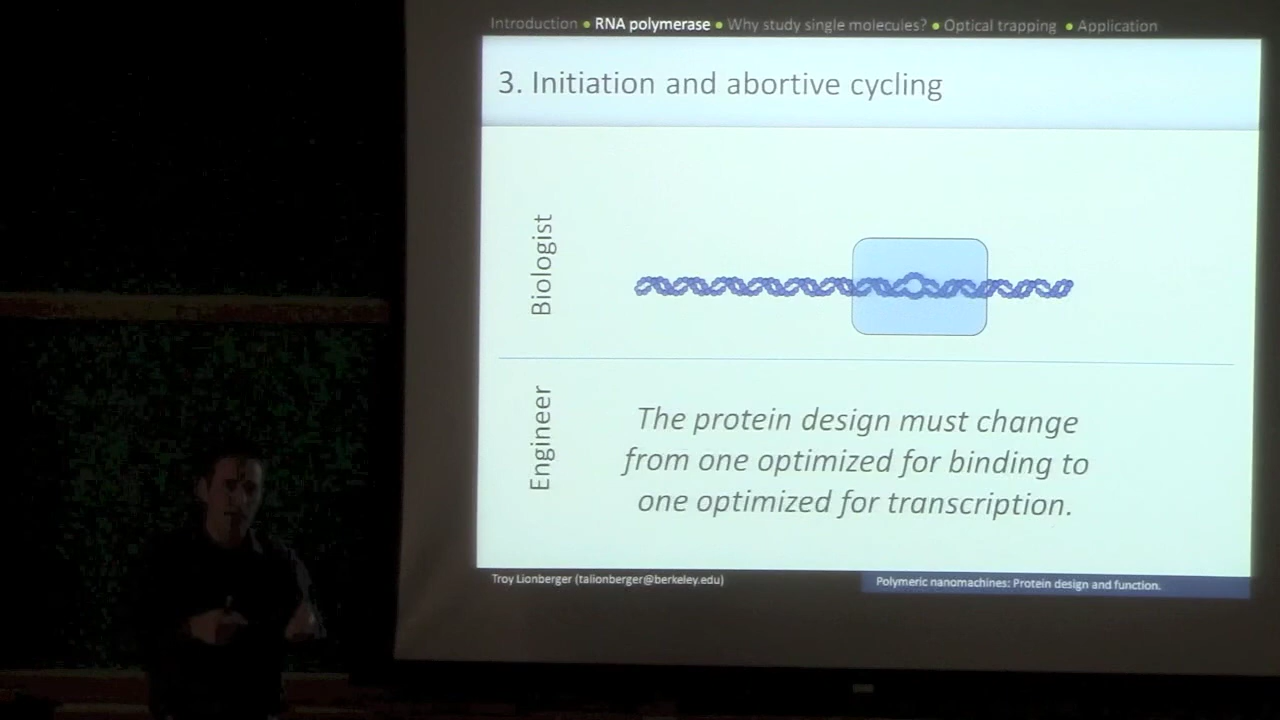 Introduction ● RNA polymerase ● Why study single molecules? ● Optical trapping ● Application
3. Initiation and abortive cycling
Biologist
Engineer
The protein design must change
from one optimized for binding to
one optimized for transcription.
Troy Lionberger (talionberger@berkeley.edu)
Polymeric nanomachines: Protein design and function.